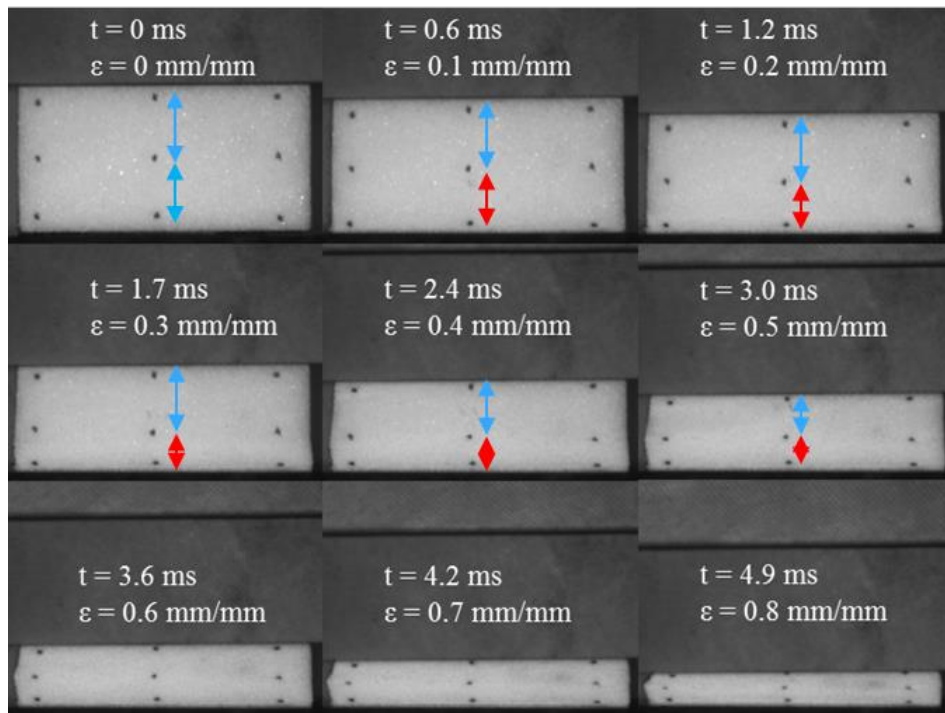 t = 0 ms
ε = 0 mm/mm
t = 0.6 ms
ε = 0.1 mm/mm
t = 1.2 ms
ε = 0.2 mm/mm
t = 1.7 ms
ε = 0.3 mm/mm
t = 2.4 ms
ε = 0.4 mm/mm
t = 3.0 ms
ε = 0.5 mm/mm
t = 3.6 ms
ε = 0.6 mm/mm
t = 4.2 ms
ε = 0.7 mm/mm
t = 4.9 ms
ε = 0.8 mm/mm